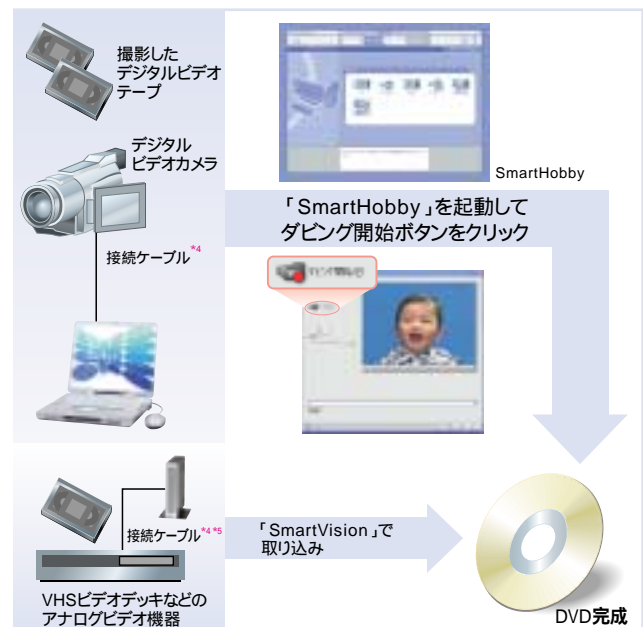 撮影した
デジタルビデオ
テープ
デジタル
ビデオカメラ
接続ケーブル*4
SmartHobby
「SmartHobby」を起動して
ダビング開始ボタンをクリック
接続ケーブル*4 *5
VHSビデオデッキなどの
アナログビデオ機器
「SmartVision」で
取り込み
DVD完成